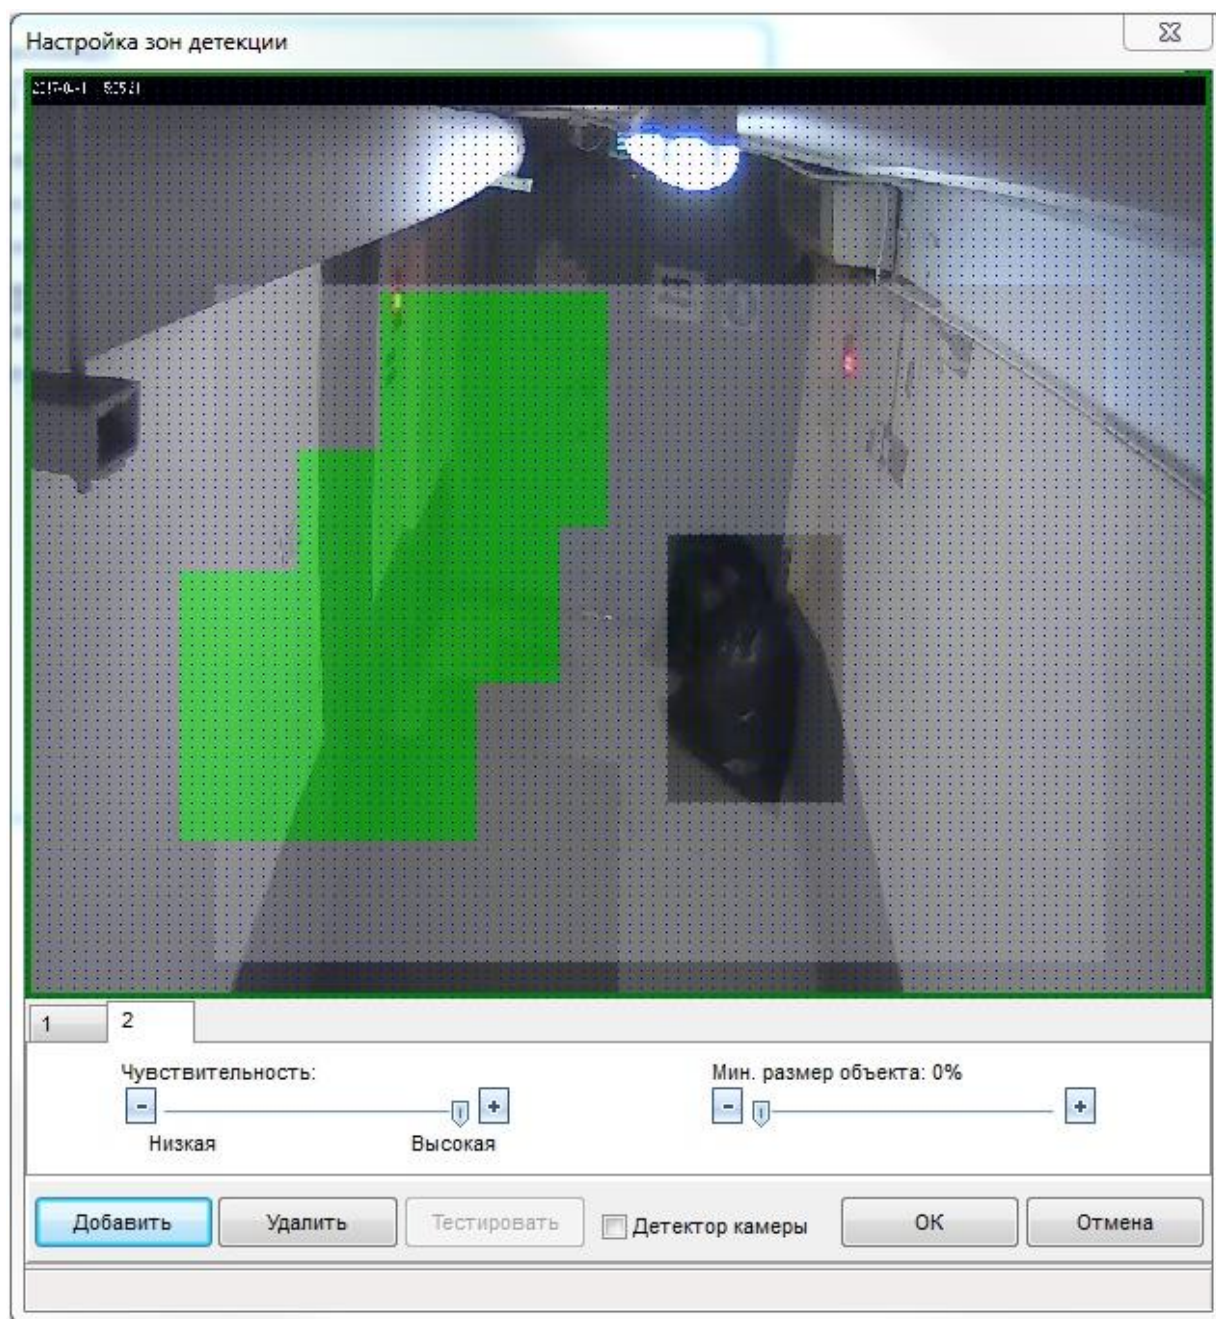 Настройка зон детекции
1
2
Чувствительность:
Мин. размер объекта: 0%
-
+
-
+
Низкая
Высокая
Добавить
Удалить
Тестировать
Детектор камеры
OK
Отмена